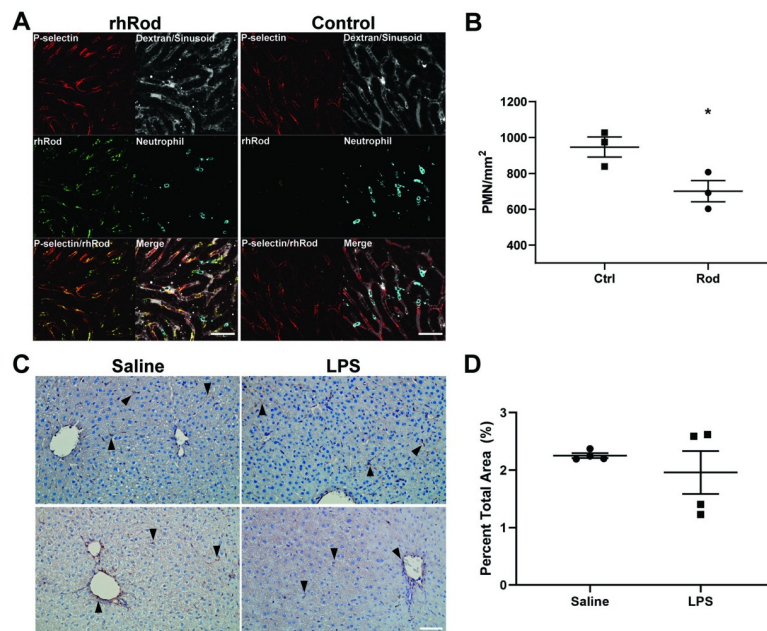 A
rhRod
Control
P-selectin
Dextran/Sinusoid
P-selectin
Dextran/Sinusoid
rhRod
Neutrophil
rhRod
Neutrophil
P-selectin/rhRod
Merge
P-selectin/rhRod
Merge
B
PMN/mm²
1200
1000
800
600
400
*
Ctrl
Rod
C
Saline
LPS
D
Percent Total Area (%)
3
2
1
0
Saline
LPS